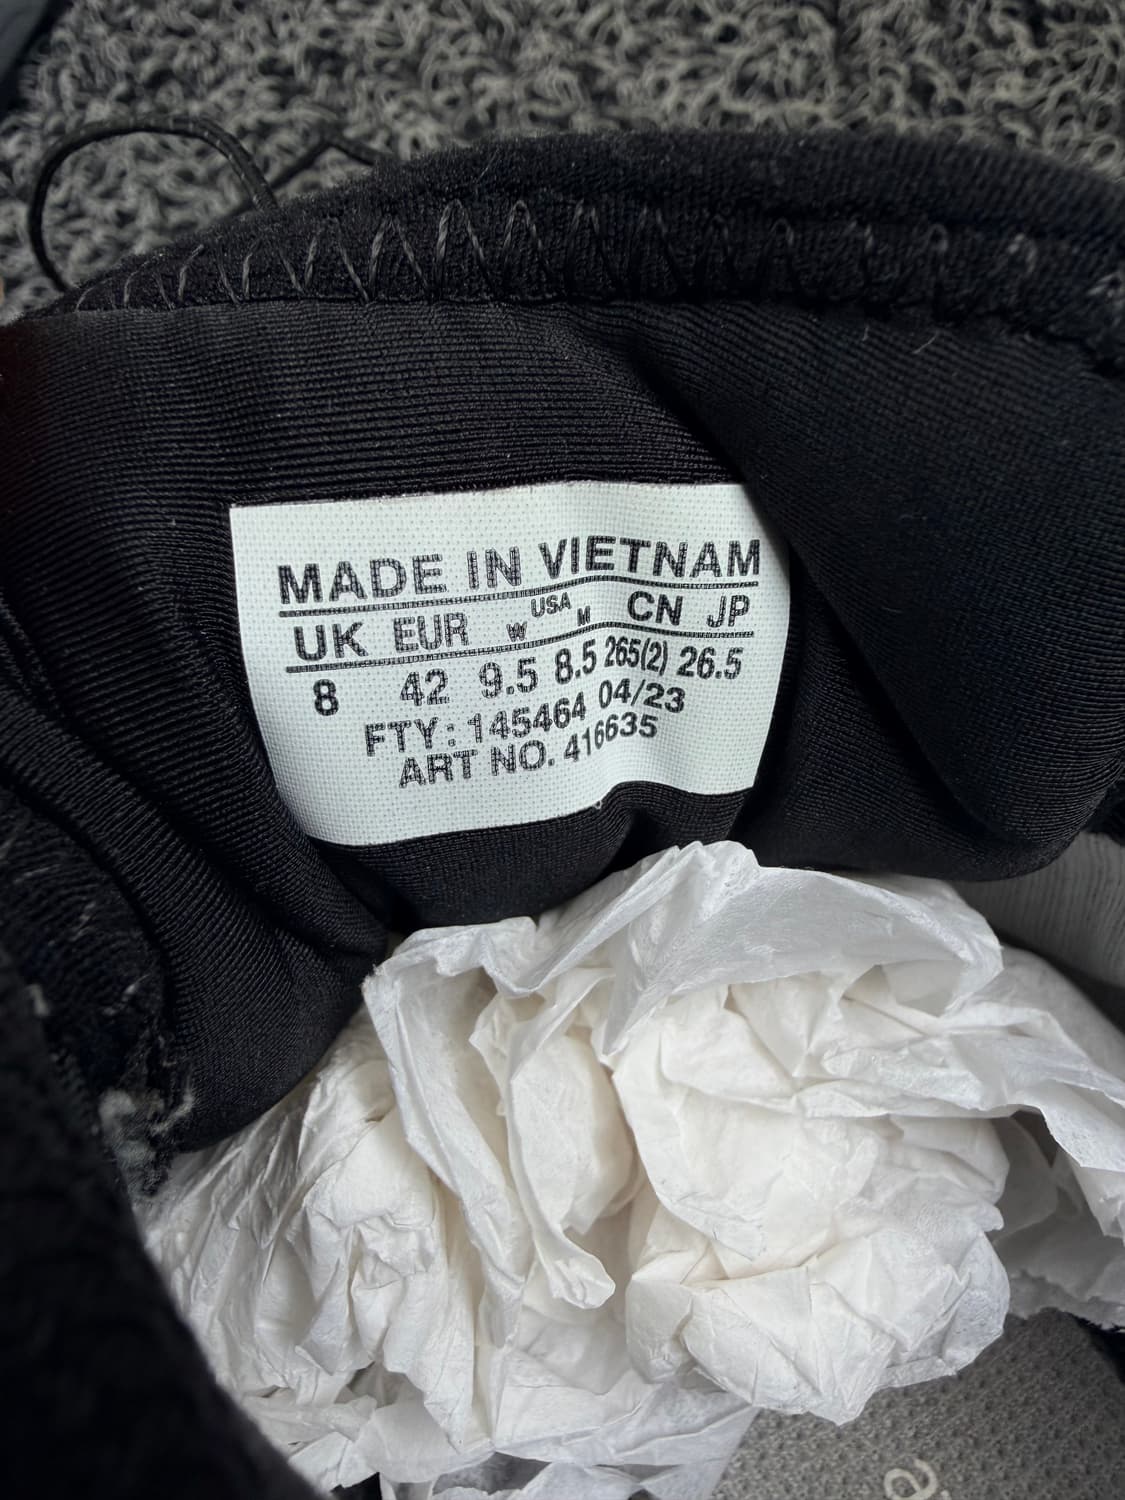 MADE IN VIETNAM
UK EUR W USA M CN JP
8 42 9.5 8.5 265(2) 26.5
FTY: 145464 04/23
ART NO. 416635